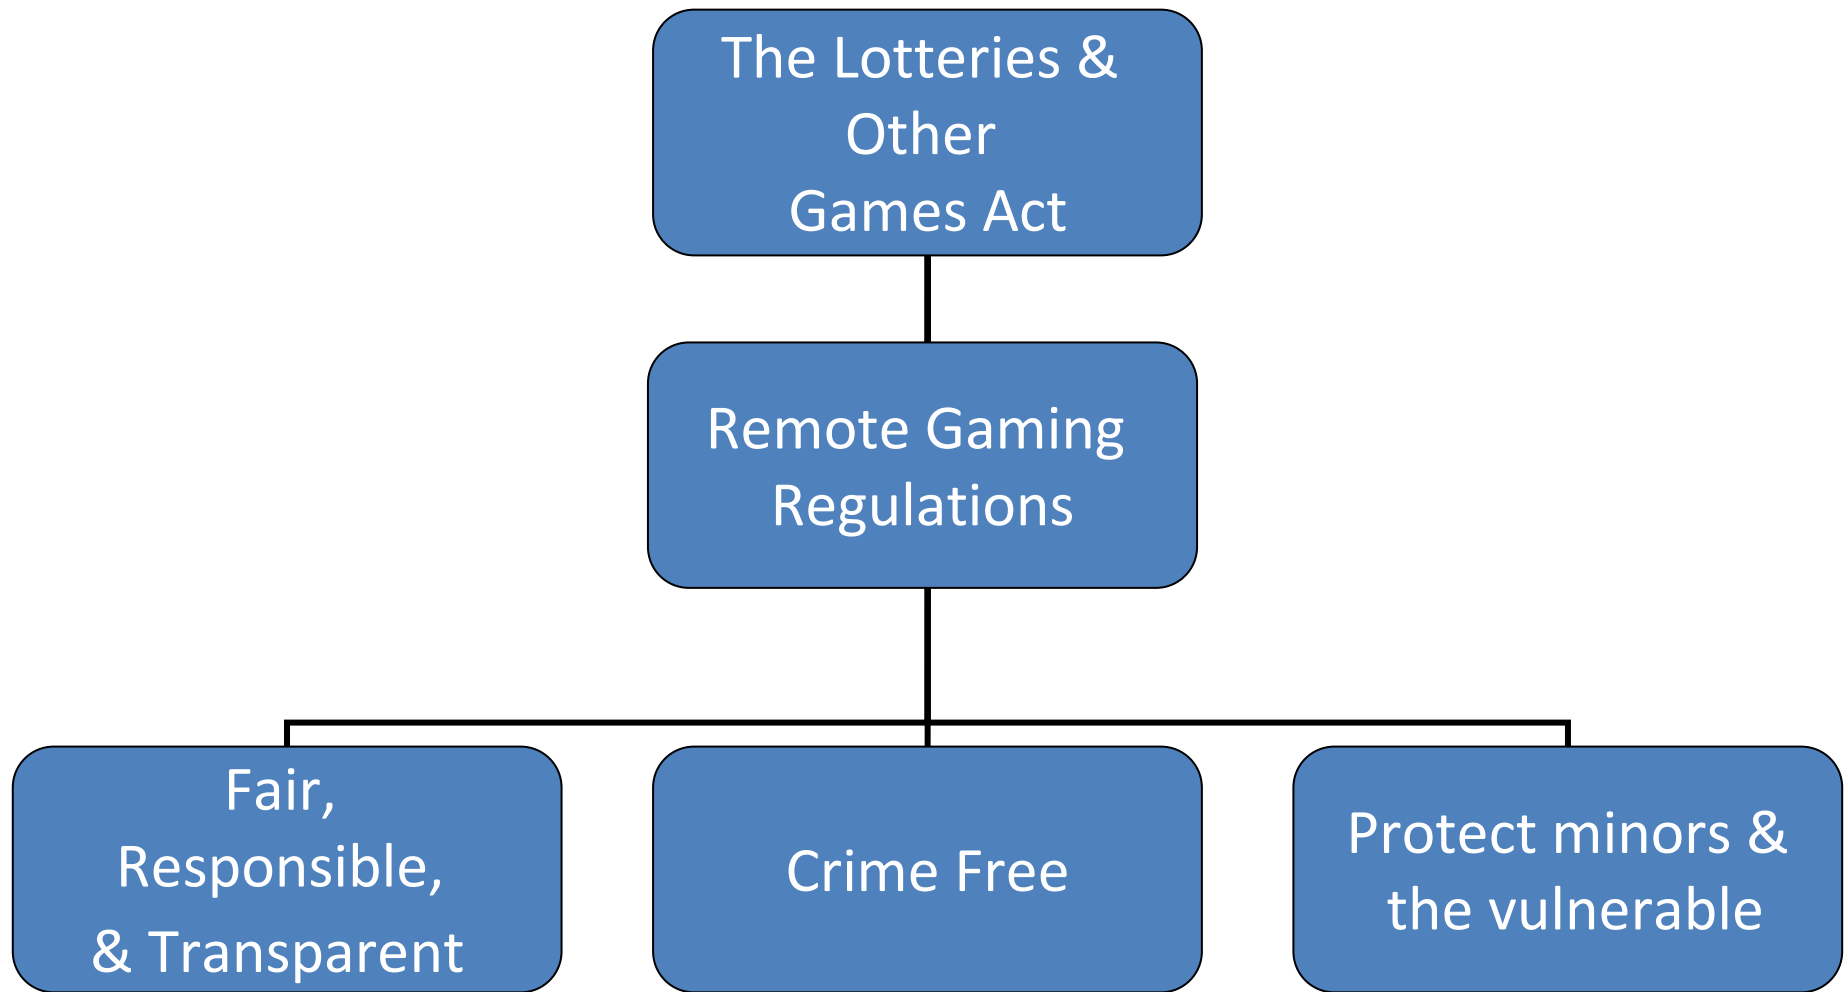 The Lotteries &
Other
Games Act
Remote Gaming
Regulations
Fair,
Responsible,
& Transparent
Crime Free
Protect minors &
the vulnerable